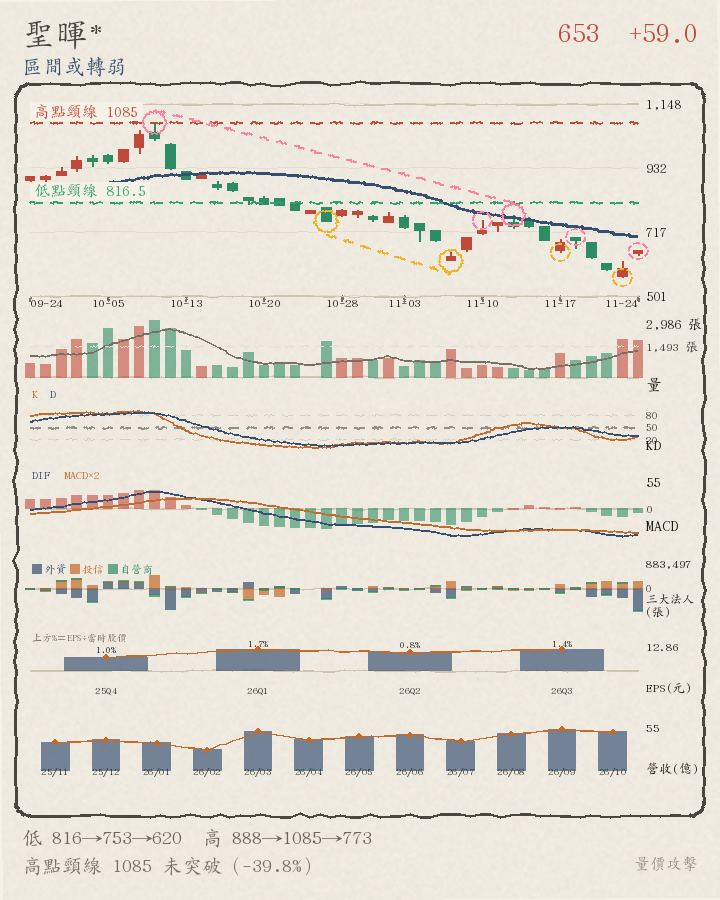 聖暉*
653 +59.0
區間或轉弱
高點頸線 1085
1,148
932
低點頸線 816.5
717
501
09-24 10-05 10-13 10-20 10-28 11-03 11-10 11-17 11-24
2,986 張
1,493 張
量
K D
80
50
20
KD
DIF MACD×2
55
0
MACD
外資 投信 自營商
883,497
0
三大法人
(張)
上方%=EPS÷當時股價
1.0% 1.7% 0.8% 1.4%
12.86
25Q4 26Q1 26Q2 26Q3
EPS(元)
55
25/11 25/12 26/01 26/02 26/03 26/04 26/05 26/06 26/07 26/08 26/09 26/10
營收(億)
低 816→753→620 高 888→1085→773
高點頸線 1085 未突破 (-39.8%)
量價攻擊